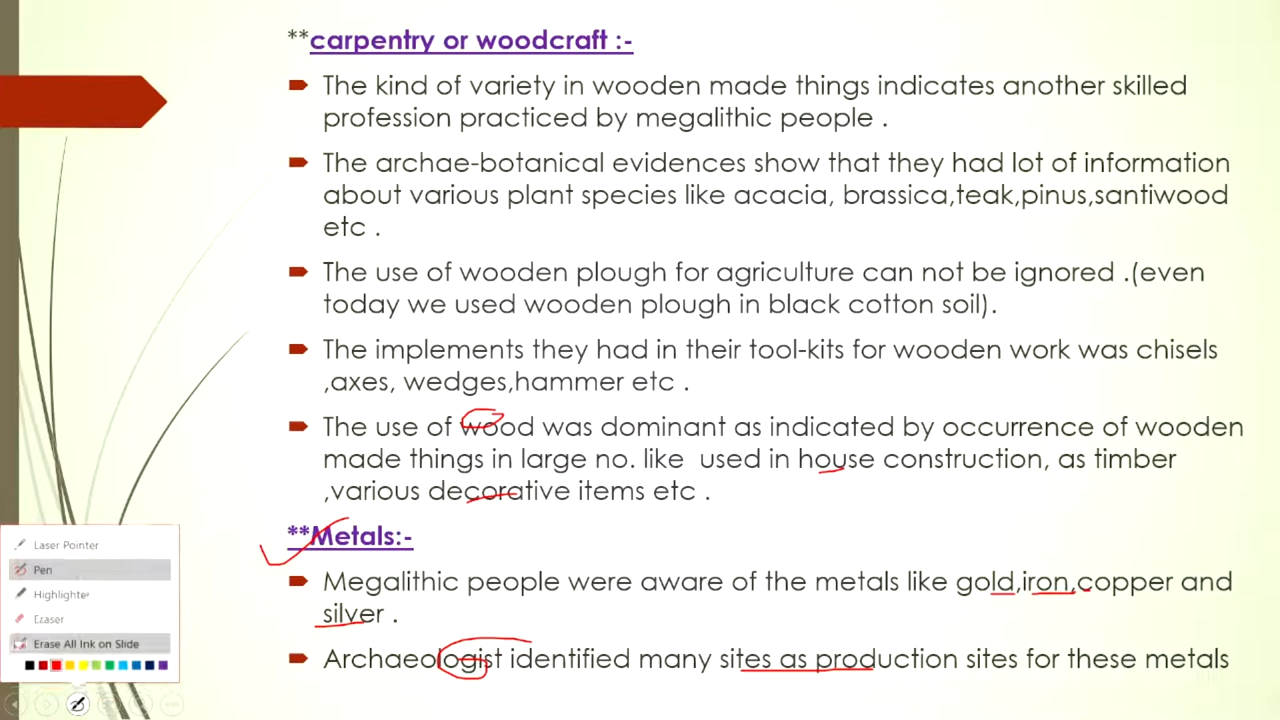 **carpentry or woodcraft :-
The kind of variety in wooden made things indicates another skilled
profession practiced by megalithic people .
The archae-botanical evidences show that they had lot of information
about various plant species like acacia, brassica,teak,pinus,santiwood
etc .
The use of wooden plough for agriculture can not be ignored .(even
today we used wooden plough in black cotton soil).
The implements they had in their tool-kits for wooden work was chisels
,axes, wedges,hammer etc .
The use of wood was dominant as indicated by occurrence of wooden
made things in large no. like used in house construction, as timber
,various decorative items etc .
**Metals:-
Megalithic people were aware of the metals like gold,iron,copper and
silver .
Archaeologist identified many sites as production sites for these metals
Laser Pointer
Pen
Highlighter
Eraser
Erase All Ink on Slide